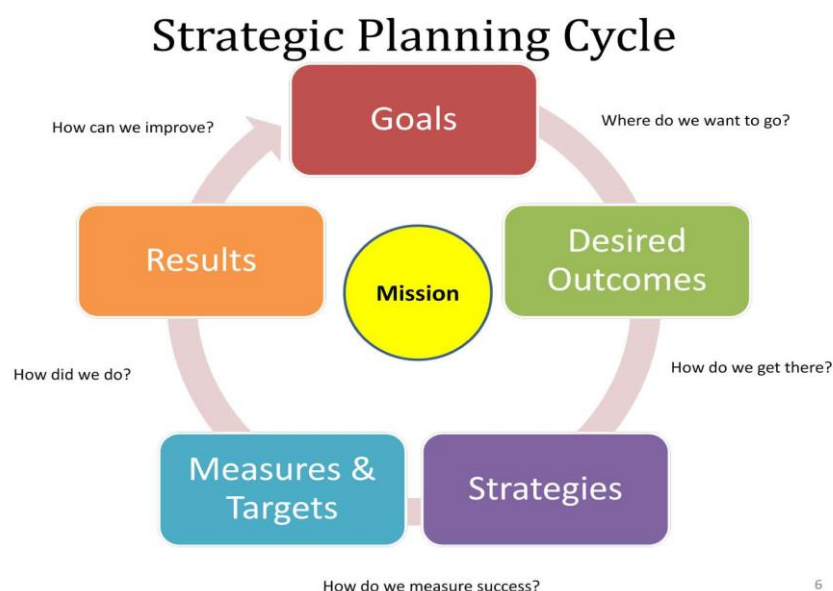 Strategic Planning Cycle
Goals
Where do we want to go?
Desired
Outcomes
How do we get there?
Strategies
How do we measure success?
Measures &
Targets
How did we do?
Results
How can we improve?
Mission
6